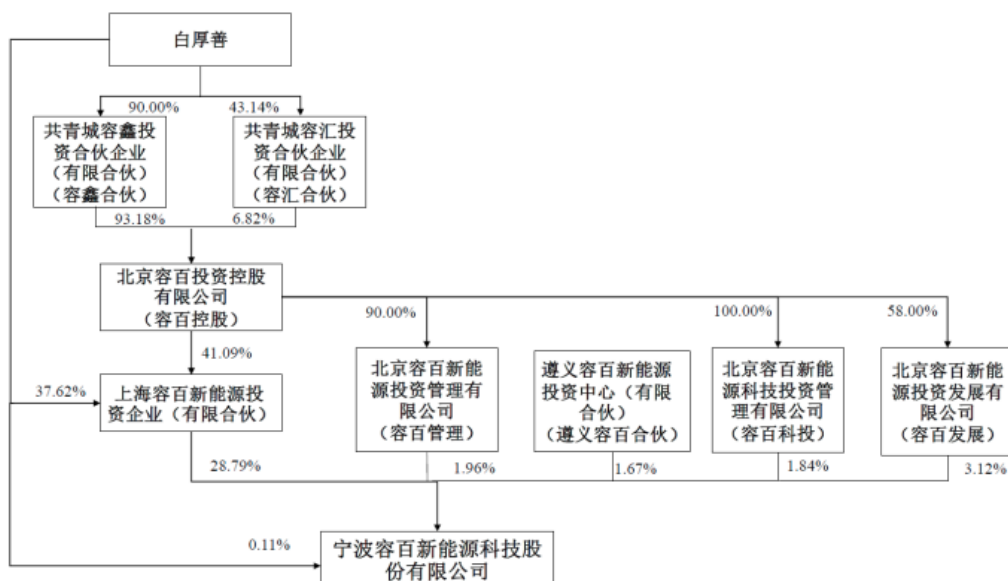 白厚善
90.00%
43.14%
共青城容鑫投
资合伙企业
（有限合伙）
（容鑫合伙）
共青城容汇投
资合伙企业
（有限合伙）
（容汇合伙）
93.18%
6.82%
北京容百投资控股
有限公司
（容百控股）
90.00%
100.00%
58.00%
41.09%
37.62%
上海容百新能源投
资企业（有限合伙）
北京容百新能
源投资管理有
限公司
（容百管理）
遵义容百新能源
投资中心（有限
合伙）
（遵义容百合伙）
北京容百新能
源科技投资管
理有限公司
（容百科投）
北京容百新能
源投资发展有
限公司
（容百发展）
28.79%
1.96%
1.67%
1.84%
3.12%
0.11%
宁波容百新能源科技股
份有限公司